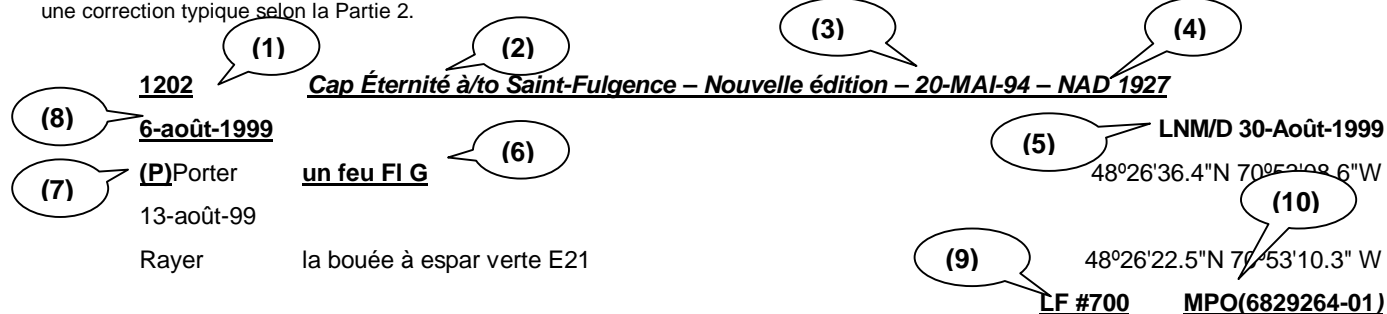 une correction typique selon la Partie 2.
(1) (2) (3) (4)
1202 Cap Éternité à/to Saint-Fulgence – Nouvelle édition – 20-MAI-94 – NAD 1927
(8) 6-août-1999 (5) LNM/D 30-Août-1999
(7) (P)Porter un feu Fl G (6) 48º26'36.4"N
13-août-99 (10)
Rayer la bouée à espar verte E21 (9) 48º26'22.5"N 70º53'10.3" W
LF #700 MPO(6829264-01)